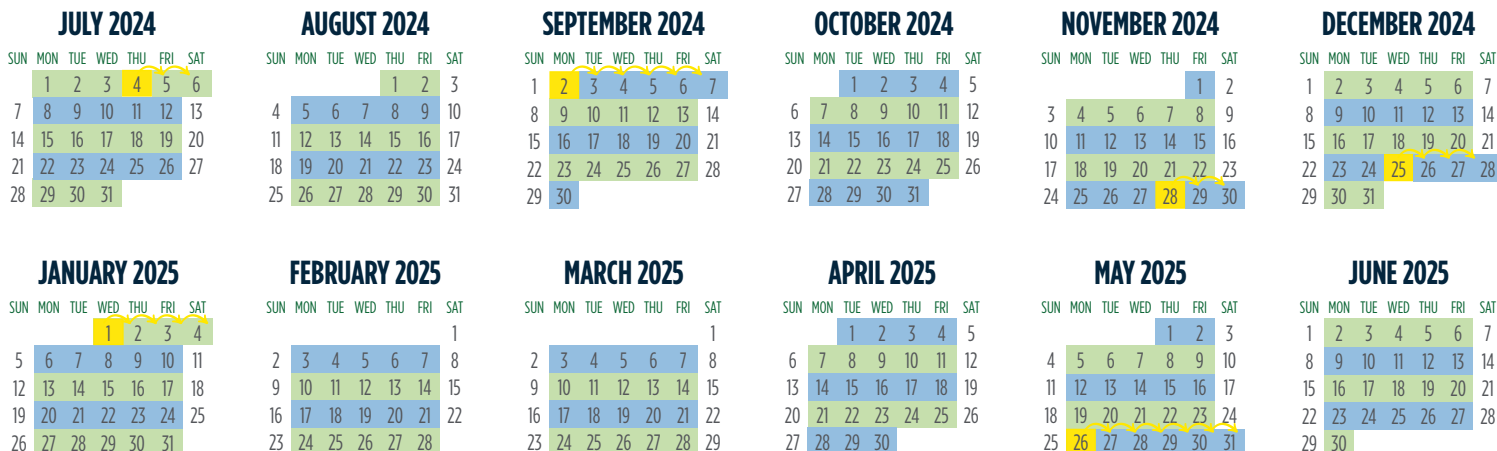 JULY 2024
SUN MON TUE WED THU FRI SAT
1 2 3 4 5 6
7 8 9 10 11 12 13
14 15 16 17 18 19 20
21 22 23 24 25 26 27
28 29 30 31
AUGUST 2024
SUN MON TUE WED THU FRI SAT
1 2 3
4 5 6 7 8 9 10
11 12 13 14 15 16 17
18 19 20 21 22 23 24
25 26 27 28 29 30 31
SEPTEMBER 2024
SUN MON TUE WED THU FRI SAT
1 2 3 4 5 6 7
8 9 10 11 12 13 14
15 16 17 18 19 20 21
22 23 24 25 26 27 28
29 30
OCTOBER 2024
SUN MON TUE WED THU FRI SAT
1 2 3 4 5
6 7 8 9 10 11 12
13 14 15 16 17 18 19
20 21 22 23 24 25 26
27 28 29 30 31
NOVEMBER 2024
SUN MON TUE WED THU FRI SAT
1 2
3 4 5 6 7 8 9
10 11 12 13 14 15 16
17 18 19 20 21 22 23
24 25 26 27 28 29 30
DECEMBER 2024
SUN MON TUE WED THU FRI SAT
1 2 3 4 5 6 7
8 9 10 11 12 13 14
15 16 17 18 19 20 21
22 23 24 25 26 27 28
29 30 31
JANUARY 2025
SUN MON TUE WED THU FRI SAT
1 2 3 4
5 6 7 8 9 10 11
12 13 14 15 16 17 18
19 20 21 22 23 24 25
26 27 28 29 30 31
FEBRUARY 2025
SUN MON TUE WED THU FRI SAT
1
2 3 4 5 6 7 8
9 10 11 12 13 14 15
16 17 18 19 20 21 22
23 24 25 26 27 28
MARCH 2025
SUN MON TUE WED THU FRI SAT
1
2 3 4 5 6 7 8
9 10 11 12 13 14 15
16 17 18 19 20 21 22
23 24 25 26 27 28 29
APRIL 2025
SUN MON TUE WED THU FRI SAT
1 2 3 4 5
6 7 8 9 10 11 12
13 14 15 16 17 18 19
20 21 22 23 24 25 26
27 28 29 30
MAY 2025
SUN MON TUE WED THU FRI SAT
1 2 3
4 5 6 7 8 9 10
11 12 13 14 15 16 17
18 19 20 21 22 23 24
25 26 27 28 29 30 31
JUNE 2025
SUN MON TUE WED THU FRI SAT
1 2 3 4 5 6 7
8 9 10 11 12 13 14
15 16 17 18 19 20 21
22 23 24 25 26 27 28
29 30